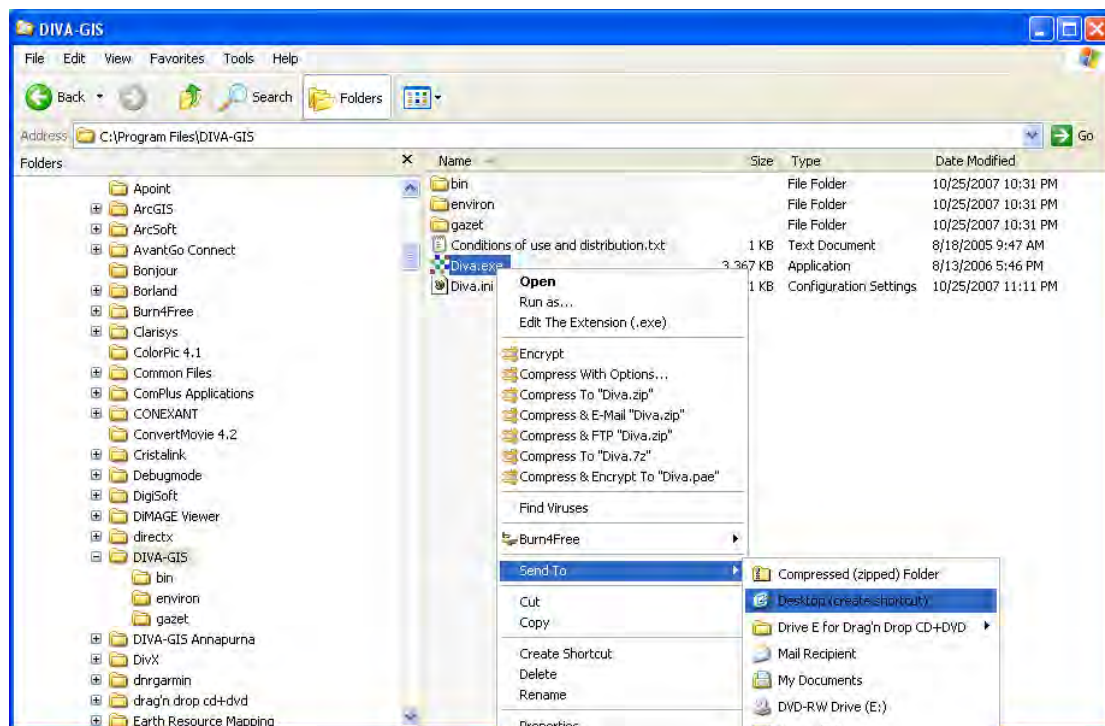 DIVA-GIS
File Edit View Favorites Tools Help
Back Search Folders
Address C:\Program Files\DIVA-GIS Go
Folders
Apoint
ArcGIS
ArcSoft
AvantGo Connect
Bonjour
Borland
Burn4Free
Clarisys
ColorPic 4.1
Common Files
ComPlus Applications
CONEXANT
ConvertMovie 4.2
Cristalink
Debugmode
DigiSoft
DiMAGE Viewer
directx
DIVA-GIS
bin
environ
gazet
DIVA-GIS Annapurna
DivX
dnrgarmin
drag'n drop cd+dvd
Earth Resource Mapping
Name Size Type Date Modified
bin File Folder 10/25/2007 10:31 PM
environ File Folder 10/25/2007 10:31 PM
gazet File Folder 10/25/2007 10:31 PM
Conditions of use and distribution.txt 1 KB Text Document 8/18/2005 9:47 AM
Diva.exe 3,367 KB Application 8/13/2006 5:46 PM
Diva.ini 1 KB Configuration Settings 10/25/2007 11:11 PM
Open
Run as...
Edit The Extension (.exe)
Encrypt
Compress With Options...
Compress To "Diva.zip"
Compress & E-Mail "Diva.zip"
Compress & FTP "Diva.zip"
Compress To "Diva.7z"
Compress & Encrypt To "Diva.pae"
Find Viruses
Burn4Free
Send To
Cut
Copy
Create Shortcut
Delete
Rename
Properties
Compressed (zipped) Folder
Desktop (create shortcut)
Drive E for Drag'n Drop CD+DVD
Mail Recipient
My Documents
DVD-RW Drive (E:)